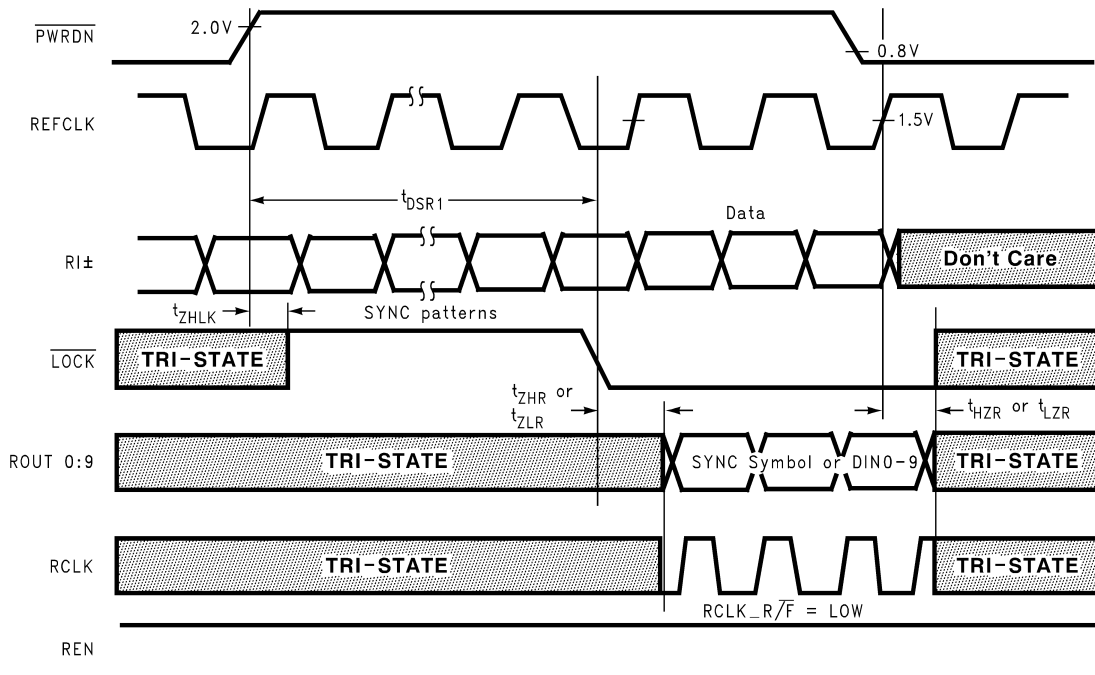 PWRDN
2.0V
0.8V
REFCLK
1.5V
tDSR1
Data
RI±
Don't Care
tZHLK
SYNC patterns
LOCK
TRI-STATE
TRI-STATE
tZHR or
tZLR
tHZR or tLZR
ROUT 0:9
TRI-STATE
SYNC Symbol or DIN0-9
TRI-STATE
RCLK
TRI-STATE
TRI-STATE
RCLK_R/F = LOW
REN